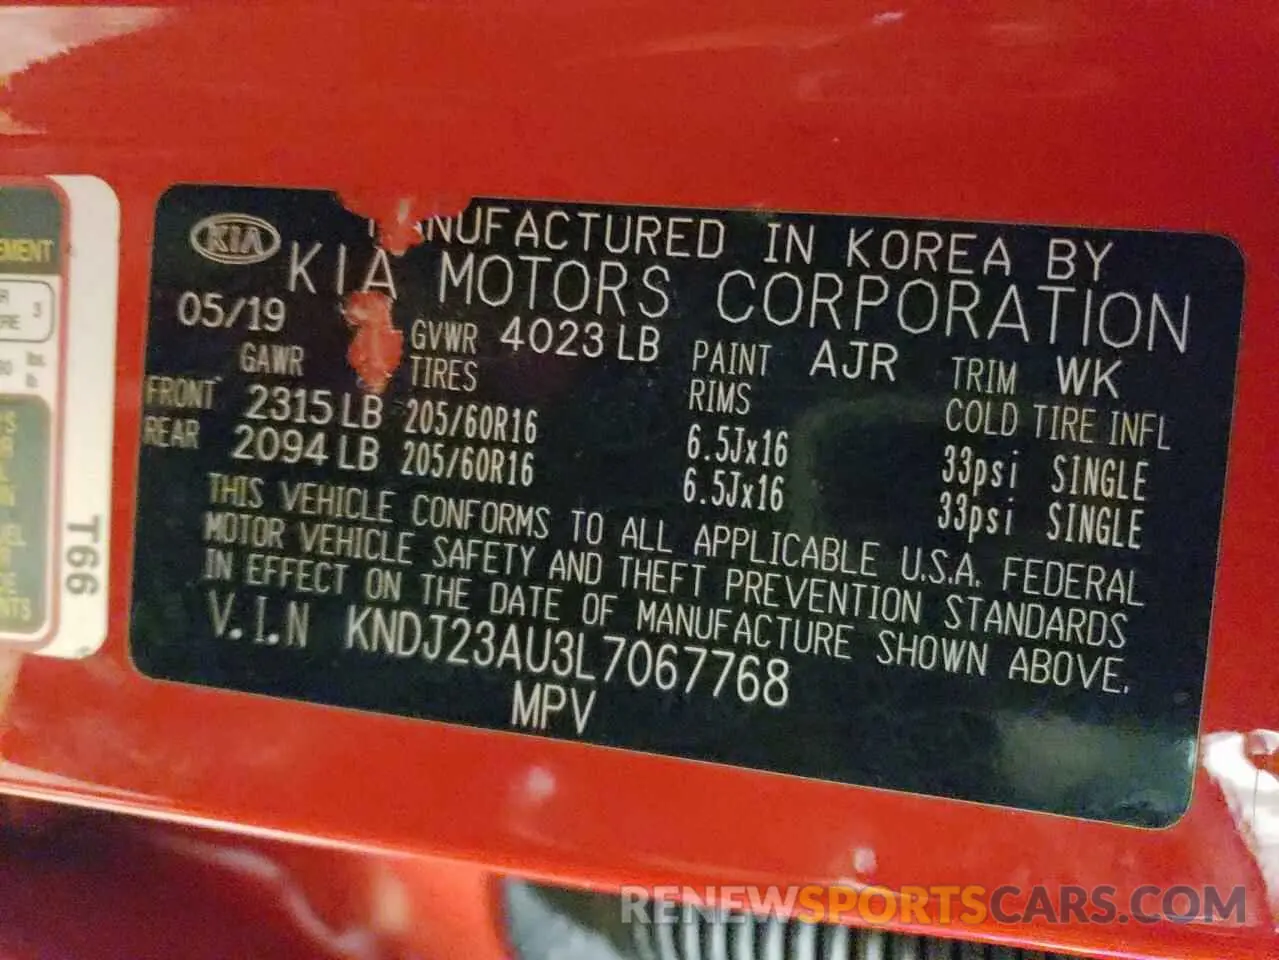 KIA
MANUFACTURED IN KOREA BY
KIA MOTORS CORPORATION
05/19 GVWR 4023 LB PAINT AJR TRIM WK
GAWR TIRES RIMS COLD TIRE INFL
FRONT 2315 LB 205/60R16 6.5Jx16 33psi SINGLE
REAR 2094 LB 205/60R16 6.5Jx16 33psi SINGLE
THIS VEHICLE CONFORMS TO ALL APPLICABLE U.S.A. FEDERAL
MOTOR VEHICLE SAFETY AND THEFT PREVENTION STANDARDS
IN EFFECT ON THE DATE OF MANUFACTURE SHOWN ABOVE.
V.I.N KNDJ23AU3L7067768
MPV
T66
3
lbs
lb
RENEWSPORTSCARS.COM